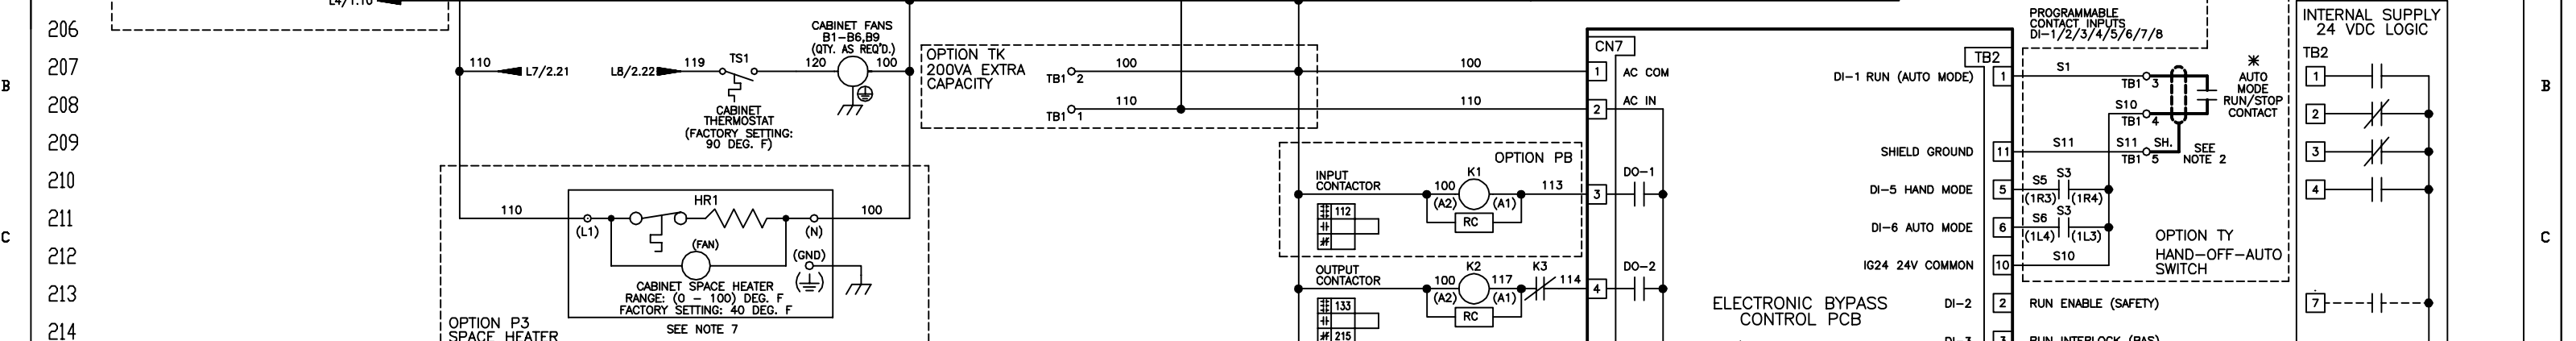 L4/1.10
206
207
208
209
210
211
212
213
214
B
C
110
L7/2.21
L8/2.22
119
TS1
120
CABINET FANS
B1-B6,B9
(QTY. AS REQ'D.)
100
CABINET
THERMOSTAT
(FACTORY SETTING:
90 DEG. F)
OPTION TK
200VA EXTRA
CAPACITY
TB1 2
100
TB1 1
110
100
110
110
(L1)
HR1
(FAN)
(N)
100
(GND)
CABINET SPACE HEATER
RANGE: (0 - 100) DEG. F
FACTORY SETTING: 40 DEG. F
SEE NOTE 7
OPTION P3
SPACE HEATER
OPTION PB
INPUT
CONTACTOR
112
100
(A2)
K1
RC
(A1)
113
OUTPUT
CONTACTOR
133
215
100
(A2)
K2
RC
117
(A1)
K3
114
CN7
1
AC COM
2
AC IN
3
DO-1
4
DO-2
ELECTRONIC BYPASS
CONTROL PCB
TB2
DI-1 RUN (AUTO MODE)
1
SHIELD GROUND
11
DI-5 HAND MODE
5
DI-6 AUTO MODE
6
IG24 24V COMMON
10
DI-2
2
RUN ENABLE (SAFETY)
DI-3
3
RUN INTERLOCK (PAS)
PROGRAMMABLE
CONTACT INPUTS
DI-1/2/3/4/5/6/7/8
S1
TB1 3
S10
TB1 4
S11
S11
SH.
TB1 5
SEE
NOTE 2
*
AUTO
MODE
RUN/STOP
CONTACT
S5
S3
(1R3)
(1R4)
S6
S3
(1L4)
(1L3)
S10
OPTION TY
HAND-OFF-AUTO
SWITCH
INTERNAL SUPPLY
24 VDC LOGIC
TB2
1
2
3
4
7
B
C